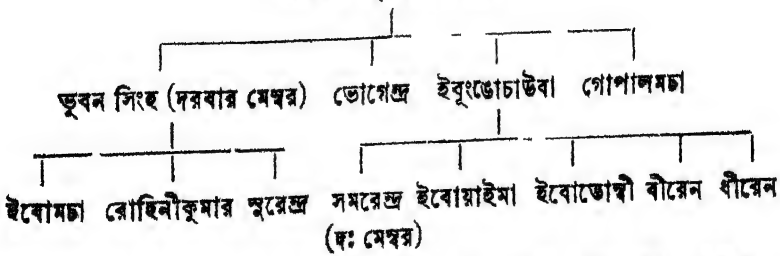 ভুবন সিংহ (দরবার মেম্বর) ভোগেন্দ্র ইবুংঙোচাউবা গোপালমচা
ইবোমচা রোহিনীকুমার সুরেন্দ্র সমরেন্দ্র ইবোয়াইমা ইবোতোম্বী বীরেন ধীরেন
(দঃ মেম্বর)